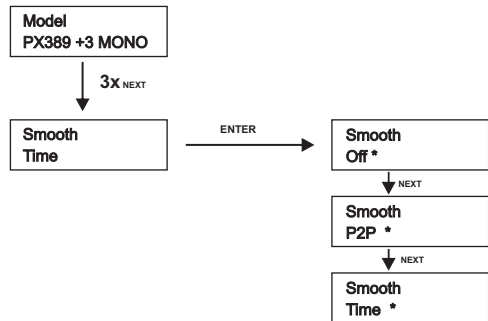 Model
PX389 +3 MONO
3x NEXT
Smooth
Time
ENTER
Smooth
Off *
NEXT
Smooth
P2P *
NEXT
Smooth
Time *